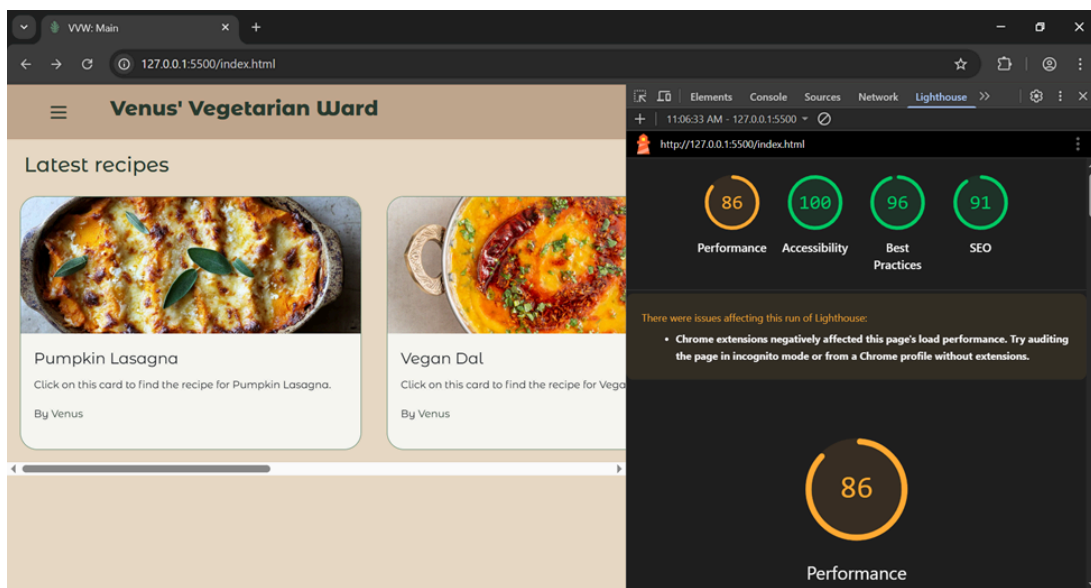 VVW: Main
127.0.0.1:5500/index.html
Venus' Vegetarian Ward
Latest recipes
Pumpkin Lasagna
Click on this card to find the recipe for Pumpkin Lasagna.
By Venus
Vegan Dal
Click on this card to find the recipe for Vega
By Venus
Elements Console Sources Network Lighthouse
11:06:33 AM - 127.0.0.1:5500
http://127.0.0.1:5500/index.html
86 100 96 91
Performance Accessibility Best Practices SEO
There were issues affecting this run of Lighthouse:
• Chrome extensions negatively affected this page's load performance. Try auditing
the page in incognito mode or from a Chrome profile without extensions.
86
Performance